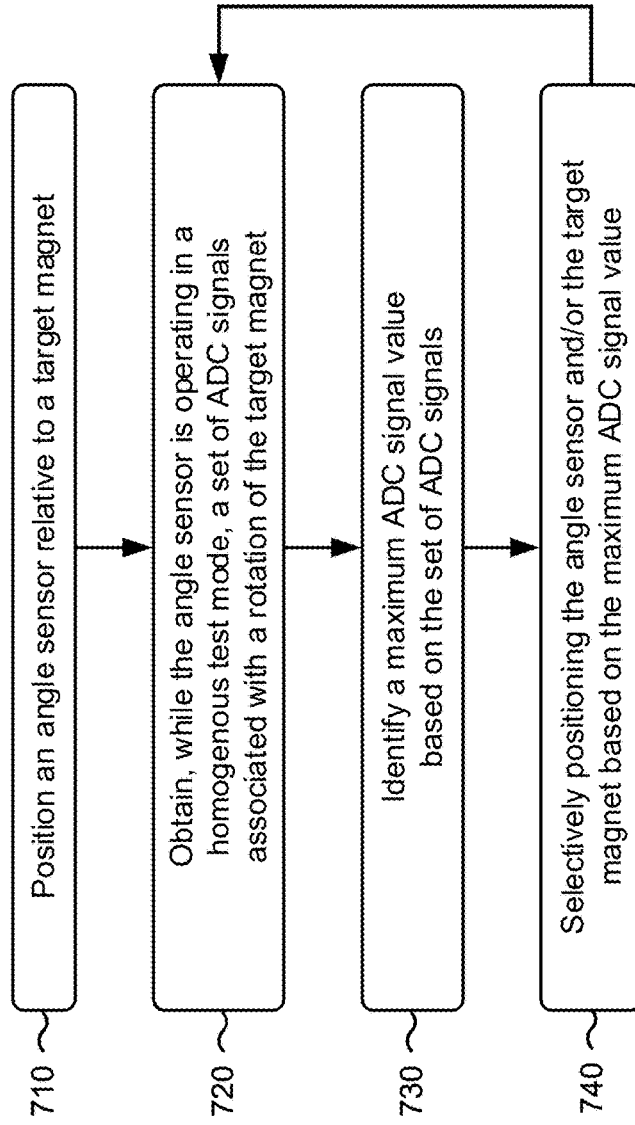 710
Position an angle sensor relative to a target magnet
720
Obtain, while the angle sensor is operating in a
homogenous test mode, a set of ADC signals
associated with a rotation of the target magnet
730
Identify a maximum ADC signal value
based on the set of ADC signals
740
Selectively positioning the angle sensor and/or the target
magnet based on the maximum ADC signal value